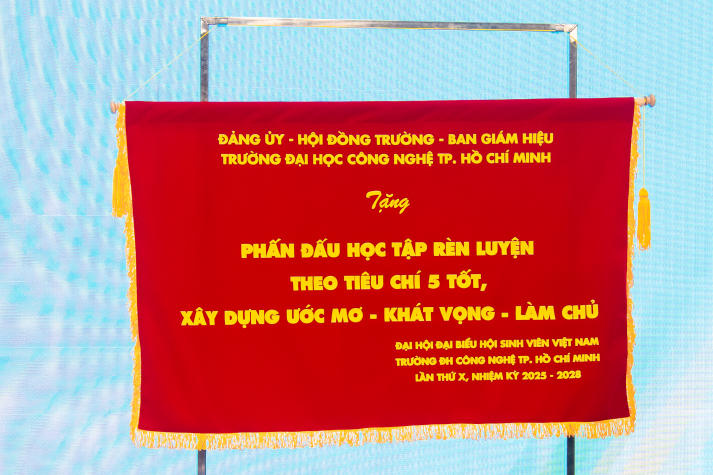 ĐẢNG ỦY - HỘI ĐỒNG TRƯỜNG - BAN GIÁM HIỆU
TRƯỜNG ĐẠI HỌC CÔNG NGHỆ TP. HỒ CHÍ MINH
Tặng
PHẤN ĐẤU HỌC TẬP RÈN LUYỆN
THEO TIÊU CHÍ 5 TỐT,
XÂY DỰNG ƯỚC MƠ - KHÁT VỌNG - LÀM CHỦ
ĐẠI HỘI ĐẠI BIỂU HỘI SINH VIÊN VIỆT NAM
TRƯỜNG ĐH CÔNG NGHỆ TP. HỒ CHÍ MINH
LẦN THỨ X, NHIỆM KỲ 2025 - 2028